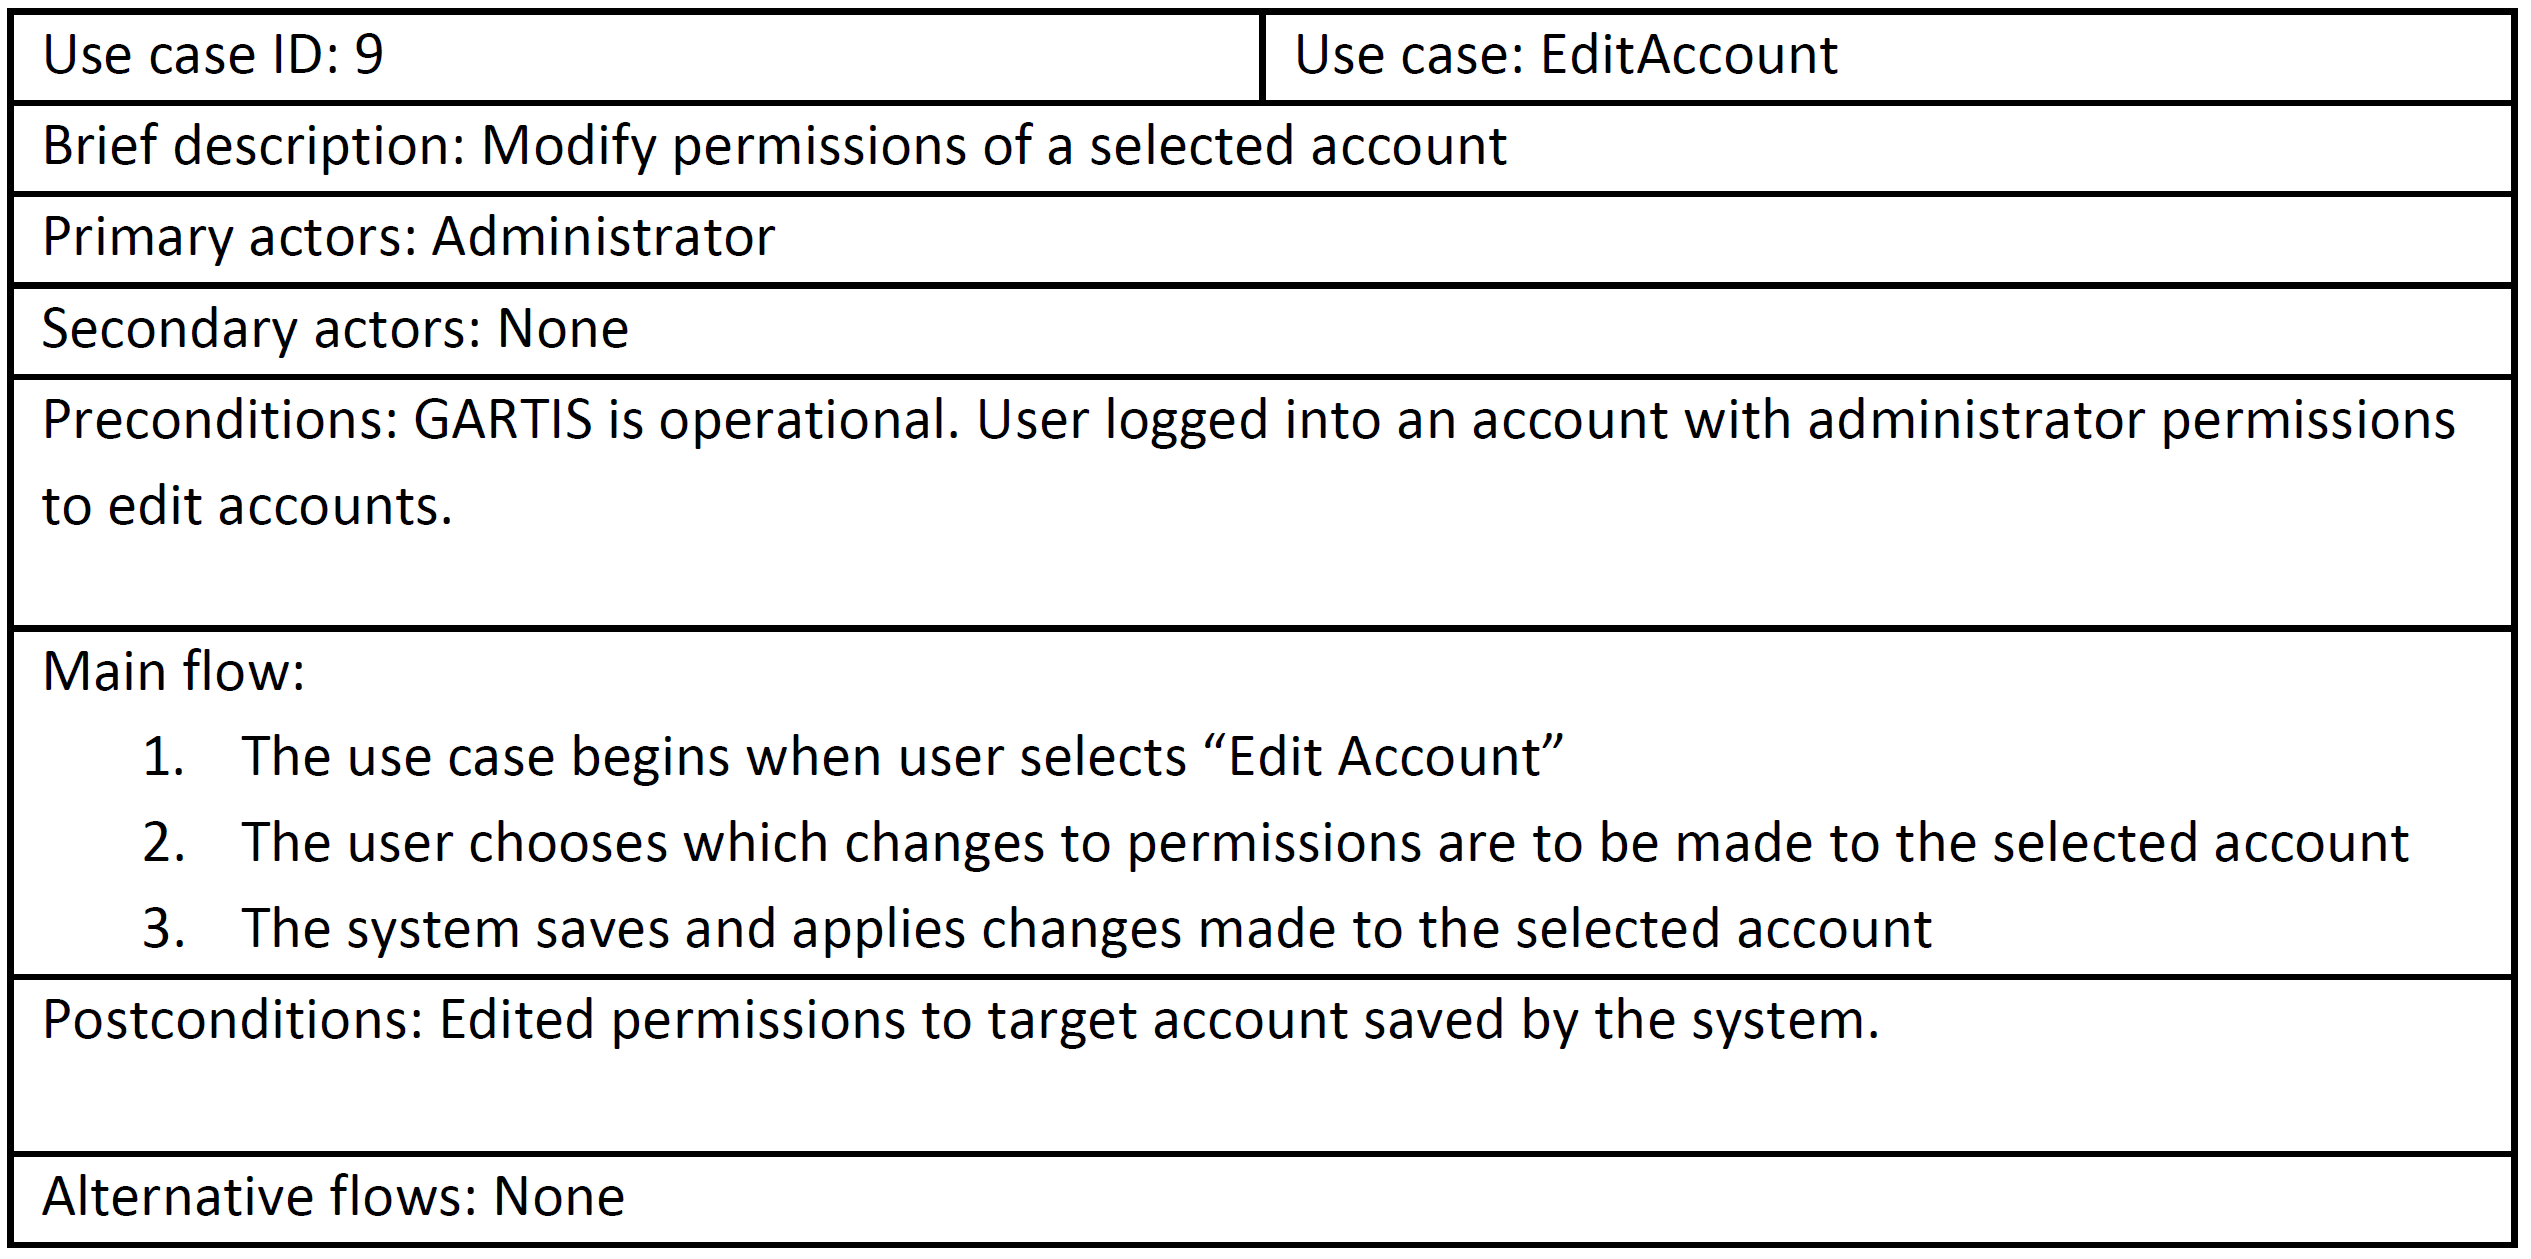 Use case ID: 9
Use case: EditAccount
Brief description: Modify permissions of a selected account
Primary actors: Administrator
Secondary actors: None
Preconditions: GARTIS is operational. User logged into an account with administrator permissions
to edit accounts.
Main flow:
1. The use case begins when user selects “Edit Account”
2. The user chooses which changes to permissions are to be made to the selected account
3. The system saves and applies changes made to the selected account
Postconditions: Edited permissions to target account saved by the system.
Alternative flows: None